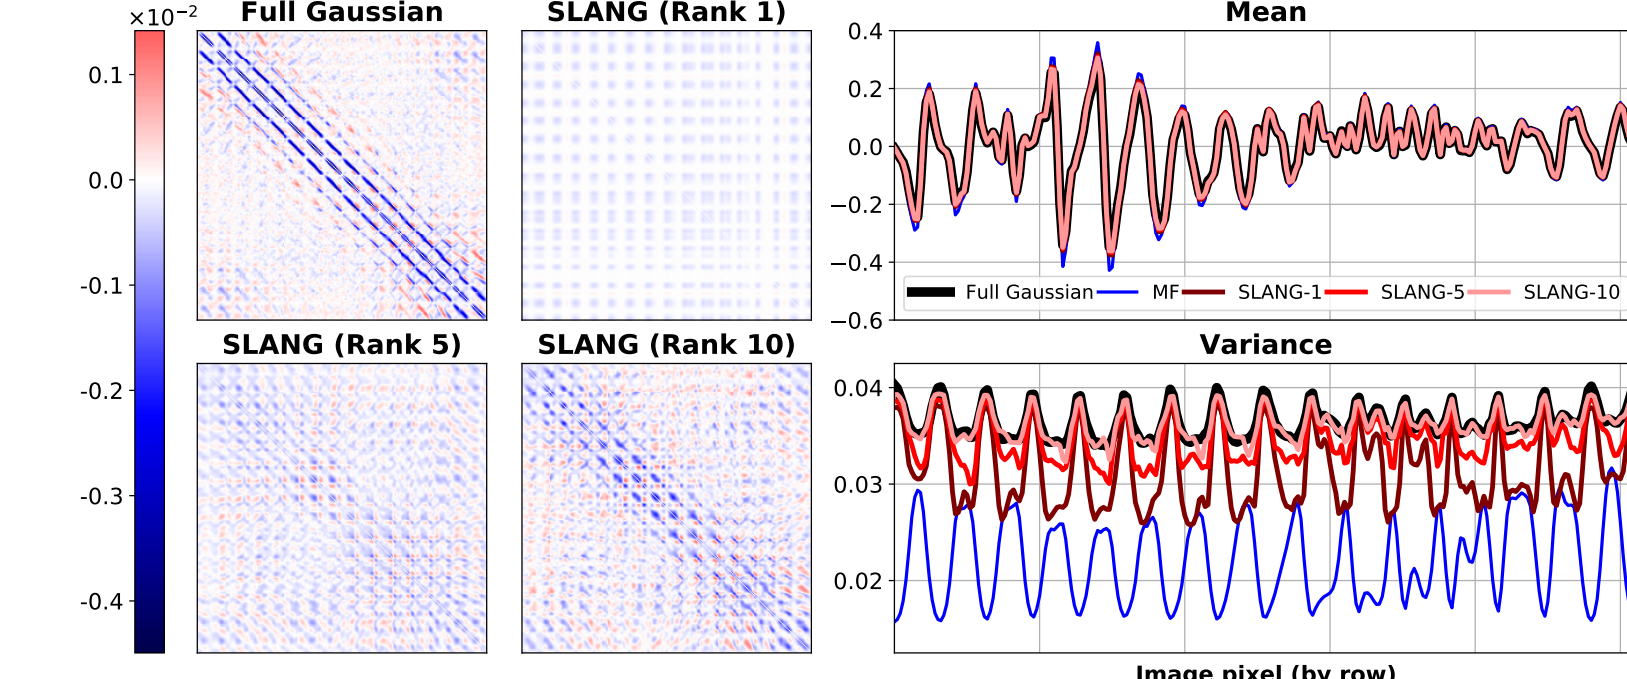 ×10⁻²
0.1
0.0
-0.1
-0.2
-0.3
-0.4
Full Gaussian
SLANG (Rank 1)
SLANG (Rank 5)
SLANG (Rank 10)
Mean
0.4
0.2
0.0
−0.2
−0.4
−0.6
Full Gaussian MF SLANG-1 SLANG-5 SLANG-10
Variance
0.04
0.03
0.02
Image pixel (by row)